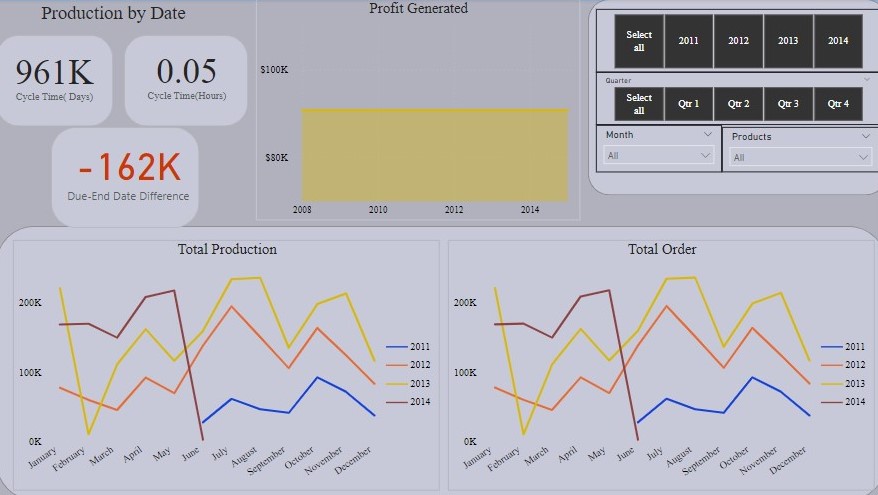 Production by Date
961K
Cycle Time( Days)
0.05
Cycle Time(Hours)
-162K
Due-End Date Difference
Profit Generated
$100K
$80K
2008
2010
2012
2014
Select
all
2011
2012
2013
2014
Quarter
Select
all
Qtr 1
Qtr 2
Qtr 3
Qtr 4
Month
All
Products
All
Total Production
200K
100K
0K
January
February
March
April
May
June
July
August
September
October
November
December
2011
2012
2013
2014
Total Order
200K
100K
0K
January
February
March
April
May
June
July
August
September
October
November
December
2011
2012
2013
2014